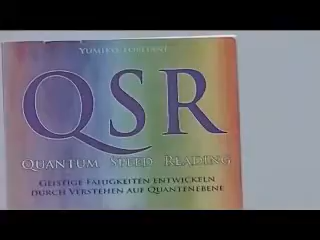 QSR
QUANTUM SPEED READING
GEISTIGE FÄHIGKEITEN ENTWICKELN
DURCH VERSTEHEN AUF QUANTENEBENE